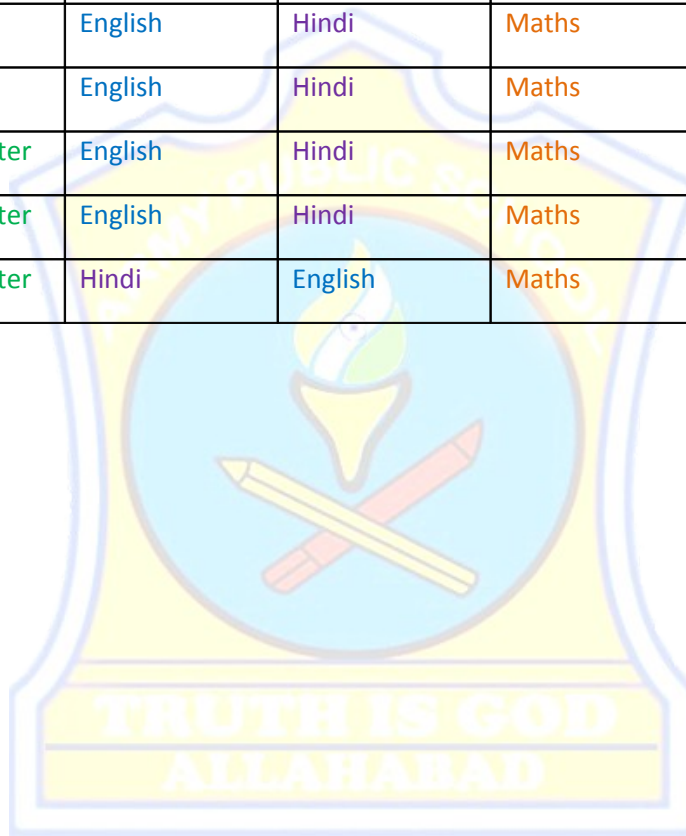 English Hindi Maths
English Hindi Maths
ter English Hindi Maths
ter English Hindi Maths
ter Hindi English Maths
ARMY PUBLIC SCHOOL
TRUTH IS GOD
ALLAHABAD